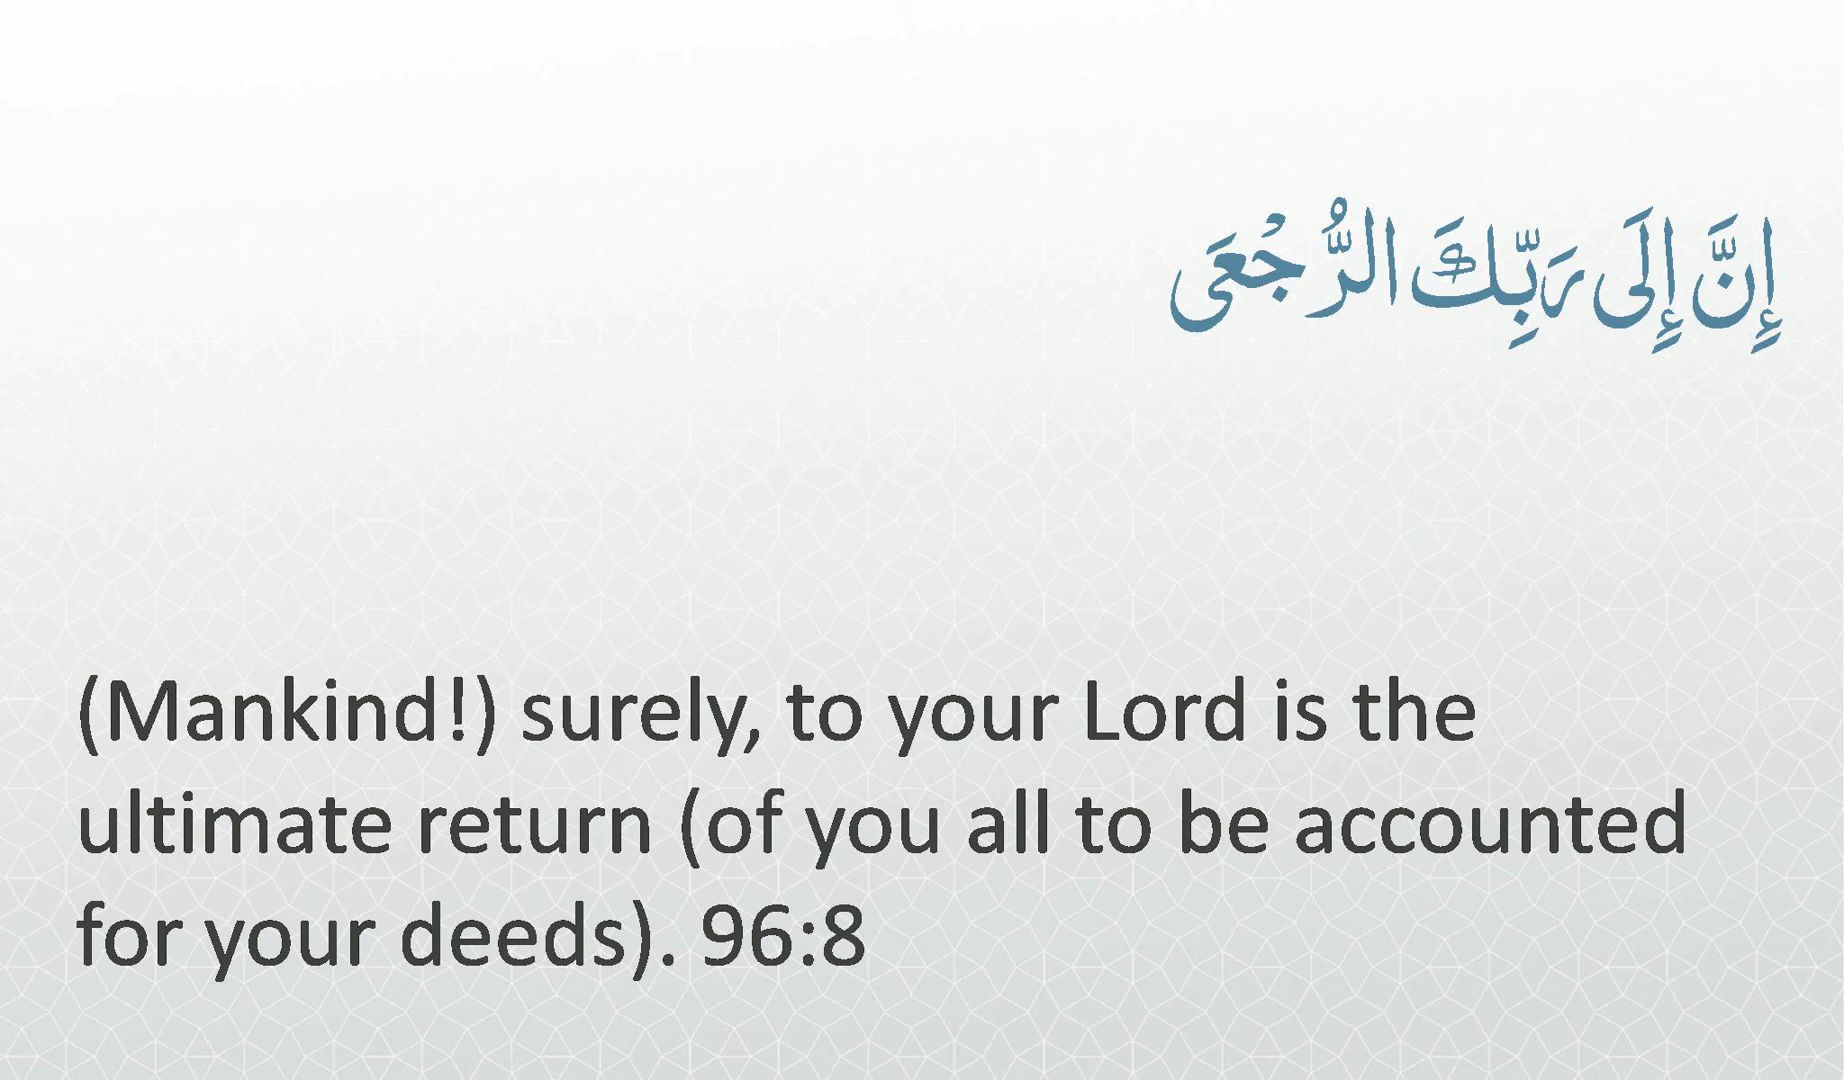 إِنَّ إِلَى رَبِّكَ الرُّجْعَى
(Mankind!) surely, to your Lord is the
ultimate return (of you all to be accounted
for your deeds). 96:8